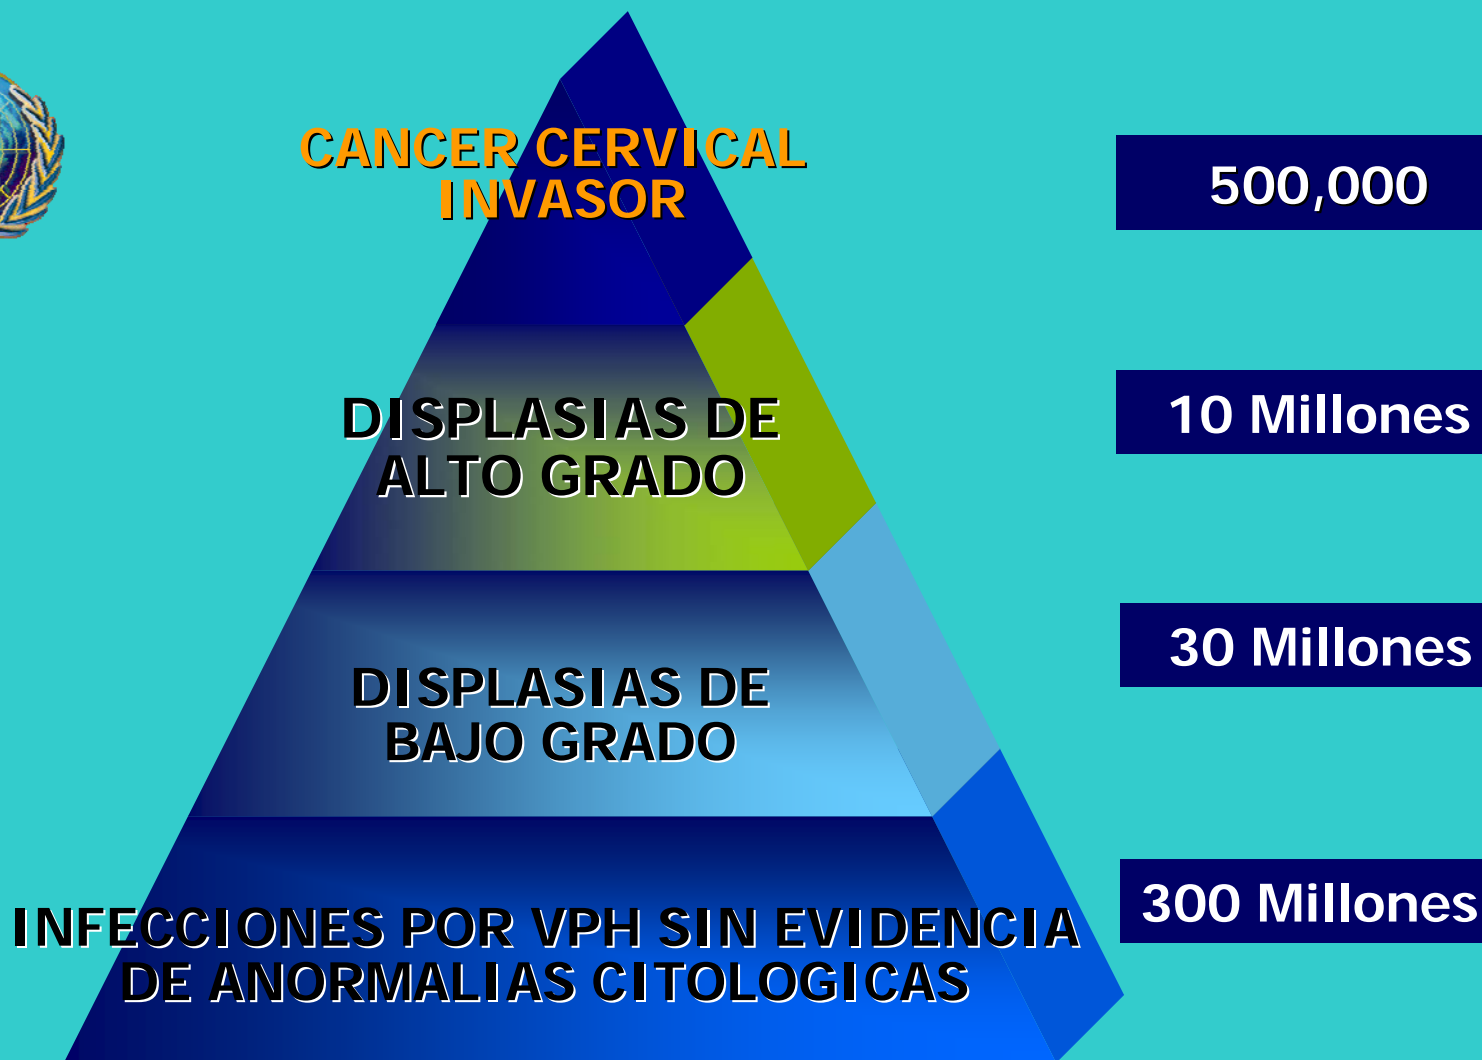 CANCER CERVICAL
INVASOR
500,000
DISPLASIAS DE
ALTO GRADO
10 Millones
DISPLASIAS DE
BAJO GRADO
30 Millones
INFECCIONES POR VPH SIN EVIDENCIA
DE ANORMALIAS CITOLOGICAS
300 Millones